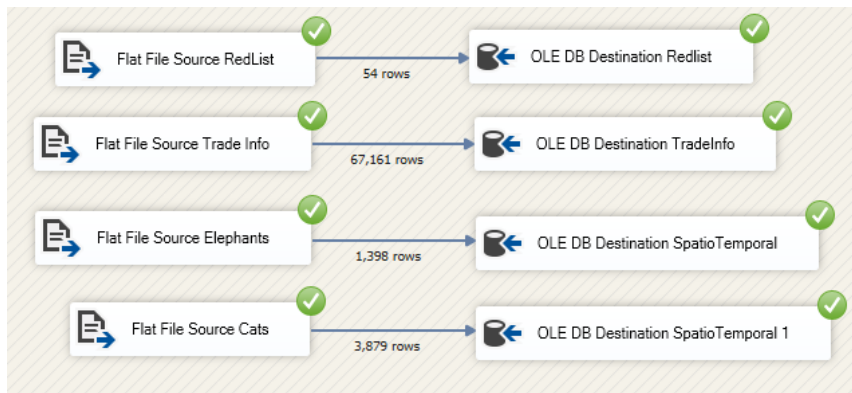 Flat File Source RedList
54 rows
OLE DB Destination Redlist
Flat File Source Trade Info
67,161 rows
OLE DB Destination TradeInfo
Flat File Source Elephants
1,398 rows
OLE DB Destination SpatioTemporal
Flat File Source Cats
3,879 rows
OLE DB Destination SpatioTemporal 1